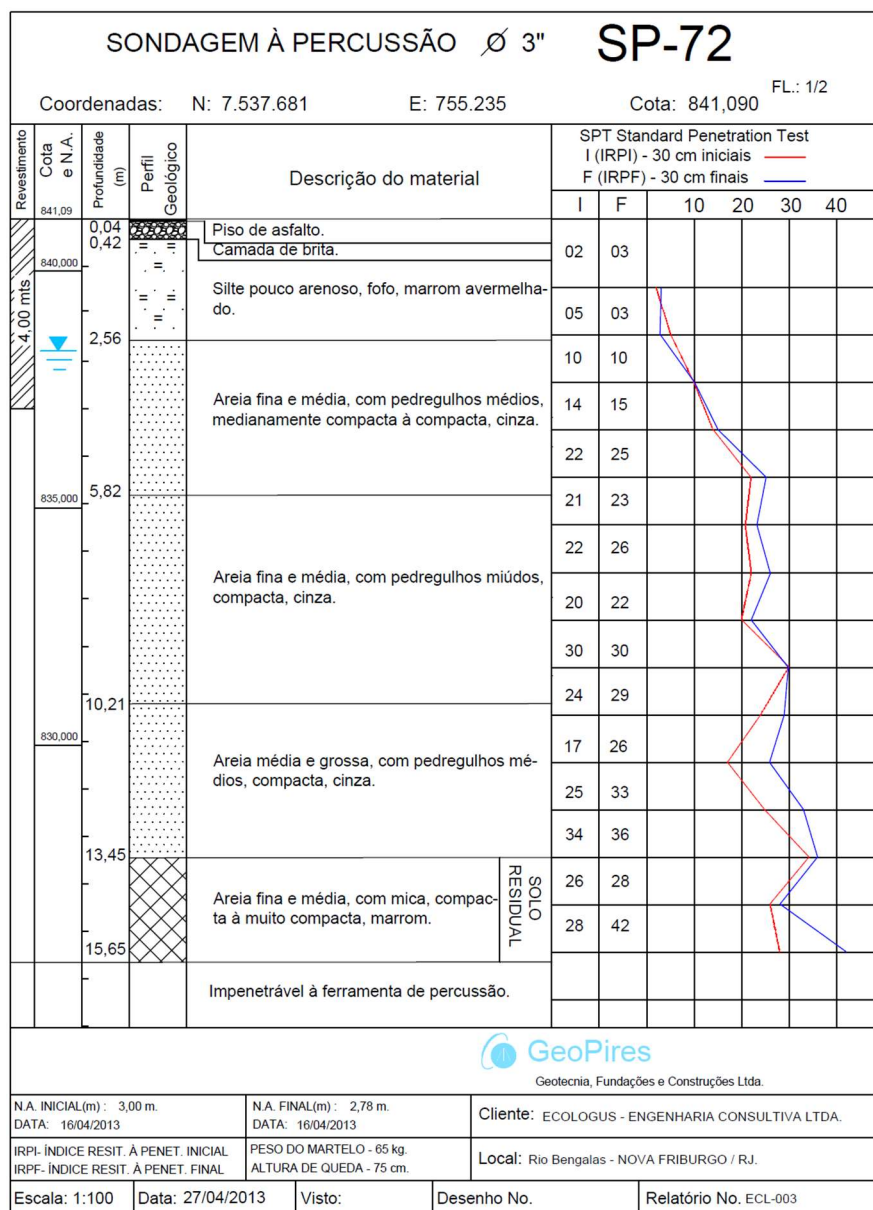 SONDAGEM À PERCUSSÃO Ø 3" SP-72
FL.: 1/2
Coordenadas: N: 7.537.681 E: 755.235 Cota: 841,090
Revestimento
Cota e N.A.
Profundidade (m)
Perfil Geológico
Descrição do material
SPT Standard Penetration Test
I (IRPI) - 30 cm iniciais
F (IRPF) - 30 cm finais
I F 10 20 30 40
841,09
0,04 Piso de asfalto.
0,42 Camada de brita.
02 03
840,000
4,00 mts
Silte pouco arenoso, fofo, marrom avermelha-
do.
05 03
2,56
10 10
Areia fina e média, com pedregulhos médios,
medianamente compacta à compacta, cinza.
14 15
22 25
5,82
835,000
21 23
Areia fina e média, com pedregulhos miúdos,
compacta, cinza.
22 26
20 22
30 30
10,21
24 29
830,000
17 26
Areia média e grossa, com pedregulhos mé-
dios, compacta, cinza.
25 33
34 36
13,45
Areia fina e média, com mica, compac-
ta à muito compacta, marrom.
SOLO
RESIDUAL
26 28
28 42
15,65
Impenetrável à ferramenta de percussão.
GeoPires
Geotecnia, Fundações e Construções Ltda.
N.A. INICIAL(m) : 3,00 m.
DATA: 16/04/2013
N.A. FINAL(m) : 2,78 m.
DATA: 16/04/2013
Cliente: ECOLOGUS - ENGENHARIA CONSULTIVA LTDA.
IRPI- ÍNDICE RESIT. À PENET. INICIAL
IRPF- ÍNDICE RESIT. À PENET. FINAL
PESO DO MARTELO - 65 kg.
ALTURA DE QUEDA - 75 cm.
Local: Rio Bengalas - NOVA FRIBURGO / RJ.
Escala: 1:100 Data: 27/04/2013 Visto: Desenho No. Relatório No. ECL-003